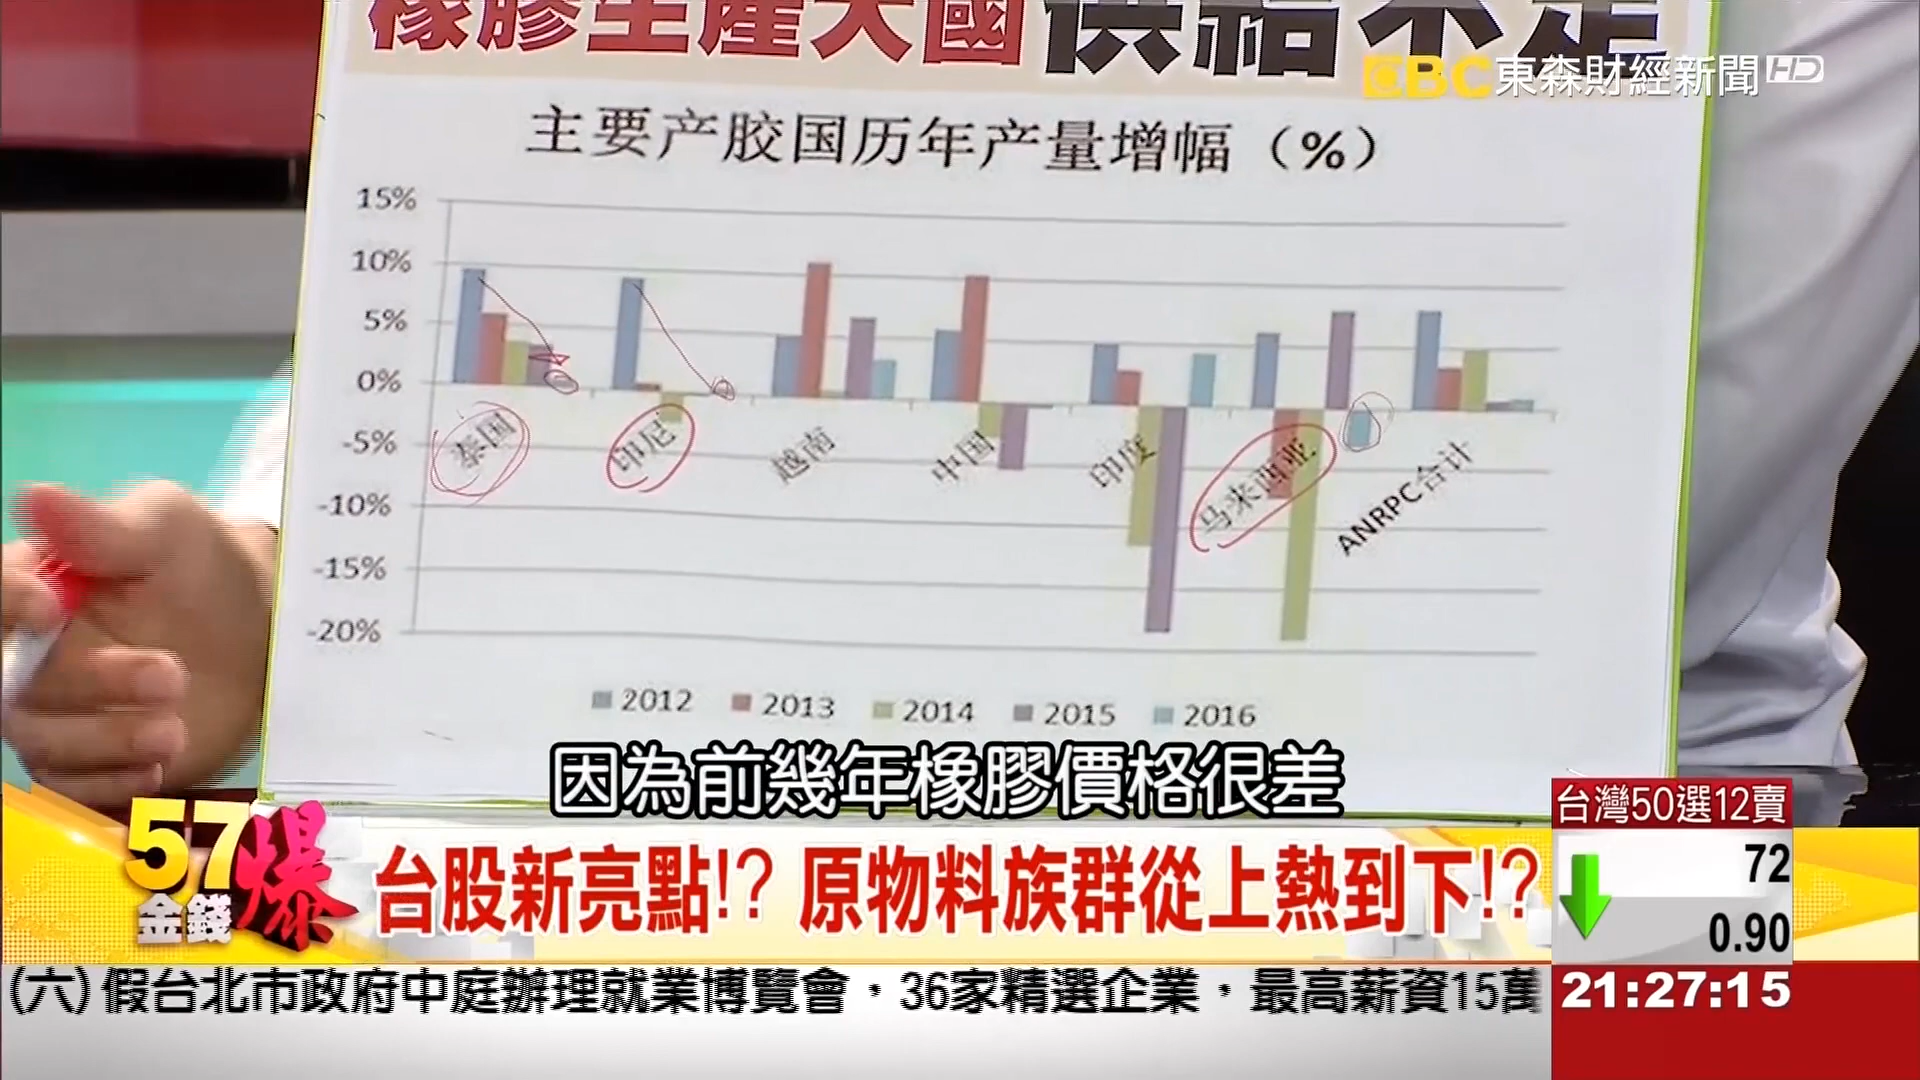 橡膠生產大國供給不足
EBC東森財經新聞HD
主要产胶国历年产量增幅（%）
15%
10%
5%
0%
-5%
-10%
-15%
-20%
泰国
印尼
越南
中国
印度
马来西亚
ANRPC合计
2012 2013 2014 2015 2016
因為前幾年橡膠價格很差
57爆
金錢
台股新亮點!? 原物料族群從上熱到下!?
台灣50選12賣
72
0.90
(六)假台北市政府中庭辦理就業博覽會，36家精選企業，最高薪資15萬
21:27:15